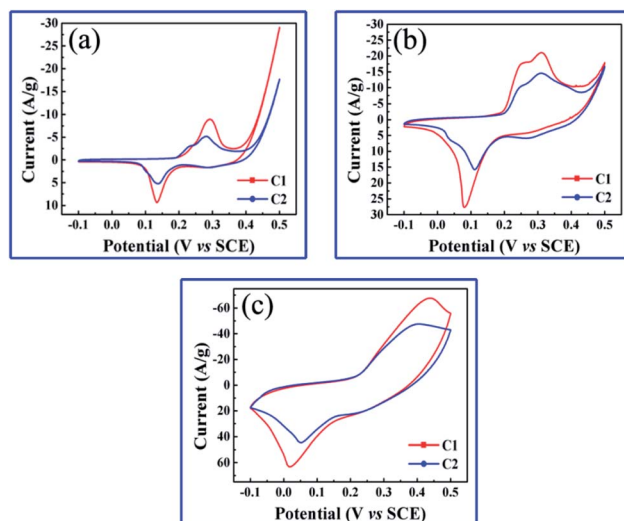 (a)
-30
-25
-20
-15
-10
-5
0
5
10
Current (A/g)
C1
C2
-0.1 0.0 0.1 0.2 0.3 0.4 0.5
Potential (V vs SCE)
(b)
-30
-25
-20
-15
-10
-5
0
5
10
15
20
25
30
Current (A/g)
C1
C2
-0.1 0.0 0.1 0.2 0.3 0.4 0.5
Potential (V vs SCE)
(c)
-60
-40
-20
0
20
40
60
Current (A/g)
C1
C2
-0.1 0.0 0.1 0.2 0.3 0.4 0.5
Potential (V vs SCE)